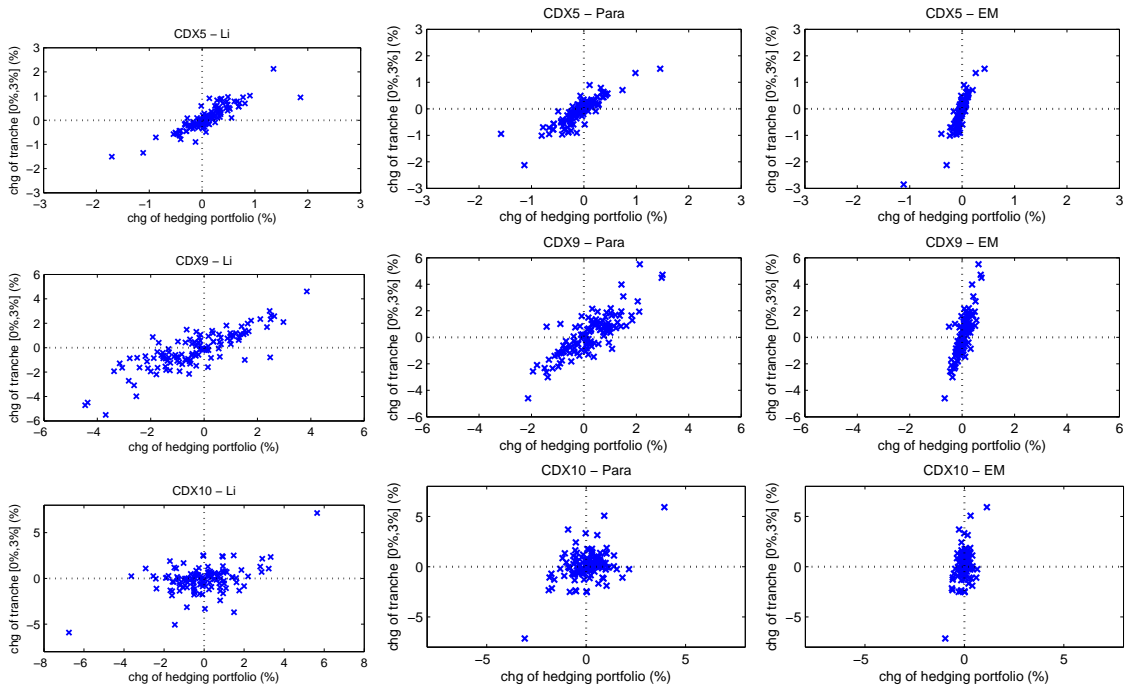 CDX5 − Li
chg of tranche [0%,3%] (%)
3
2
1
0
−1
−2
−3
−3 −2 −1 0 1 2 3
chg of hedging portfolio (%)
CDX5 − Para
chg of tranche [0%,3%] (%)
3
2
1
0
−1
−2
−3
−3 −2 −1 0 1 2 3
chg of hedging portfolio (%)
CDX5 − EM
chg of tranche [0%,3%] (%)
3
2
1
0
−1
−2
−3
−3 −2 −1 0 1 2 3
chg of hedging portfolio (%)
CDX9 − Li
chg of tranche [0%,3%] (%)
6
4
2
0
−2
−4
−6
−6 −4 −2 0 2 4 6
chg of hedging portfolio (%)
CDX9 − Para
chg of tranche [0%,3%] (%)
6
4
2
0
−2
−4
−6
−6 −4 −2 0 2 4 6
chg of hedging portfolio (%)
CDX9 − EM
chg of tranche [0%,3%] (%)
6
4
2
0
−2
−4
−6
−6 −4 −2 0 2 4 6
chg of hedging portfolio (%)
CDX10 − Li
chg of tranche [0%,3%] (%)
5
0
−5
−8 −6 −4 −2 0 2 4 6 8
chg of hedging portfolio (%)
CDX10 − Para
chg of tranche [0%,3%] (%)
5
0
−5
−5 0 5
chg of hedging portfolio (%)
CDX10 − EM
chg of tranche [0%,3%] (%)
5
0
−5
−5 0 5
chg of hedging portfolio (%)